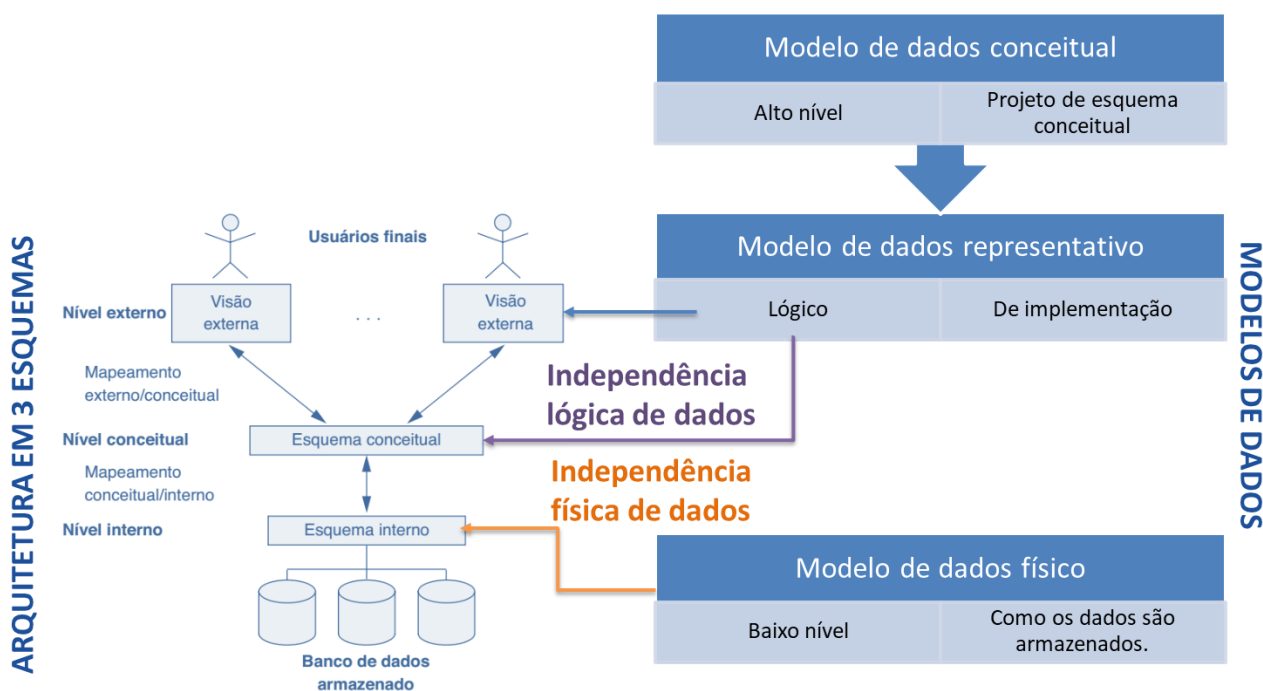 ARQUITETURA EM 3 ESQUEMAS
Usuários finais
Nível externo
Visão
externa
. . .
Visão
externa
Mapeamento
externo/conceitual
Nível conceitual
Esquema conceitual
Mapeamento
conceitual/interno
Nível interno
Esquema interno
Banco de dados
armazenado
Independência
lógica de dados
Independência
física de dados
Modelo de dados conceitual
Alto nível
Projeto de esquema
conceitual
Modelo de dados representativo
Lógico
De implementação
Modelo de dados físico
Baixo nível
Como os dados são
armazenados.
MODELOS DE DADOS